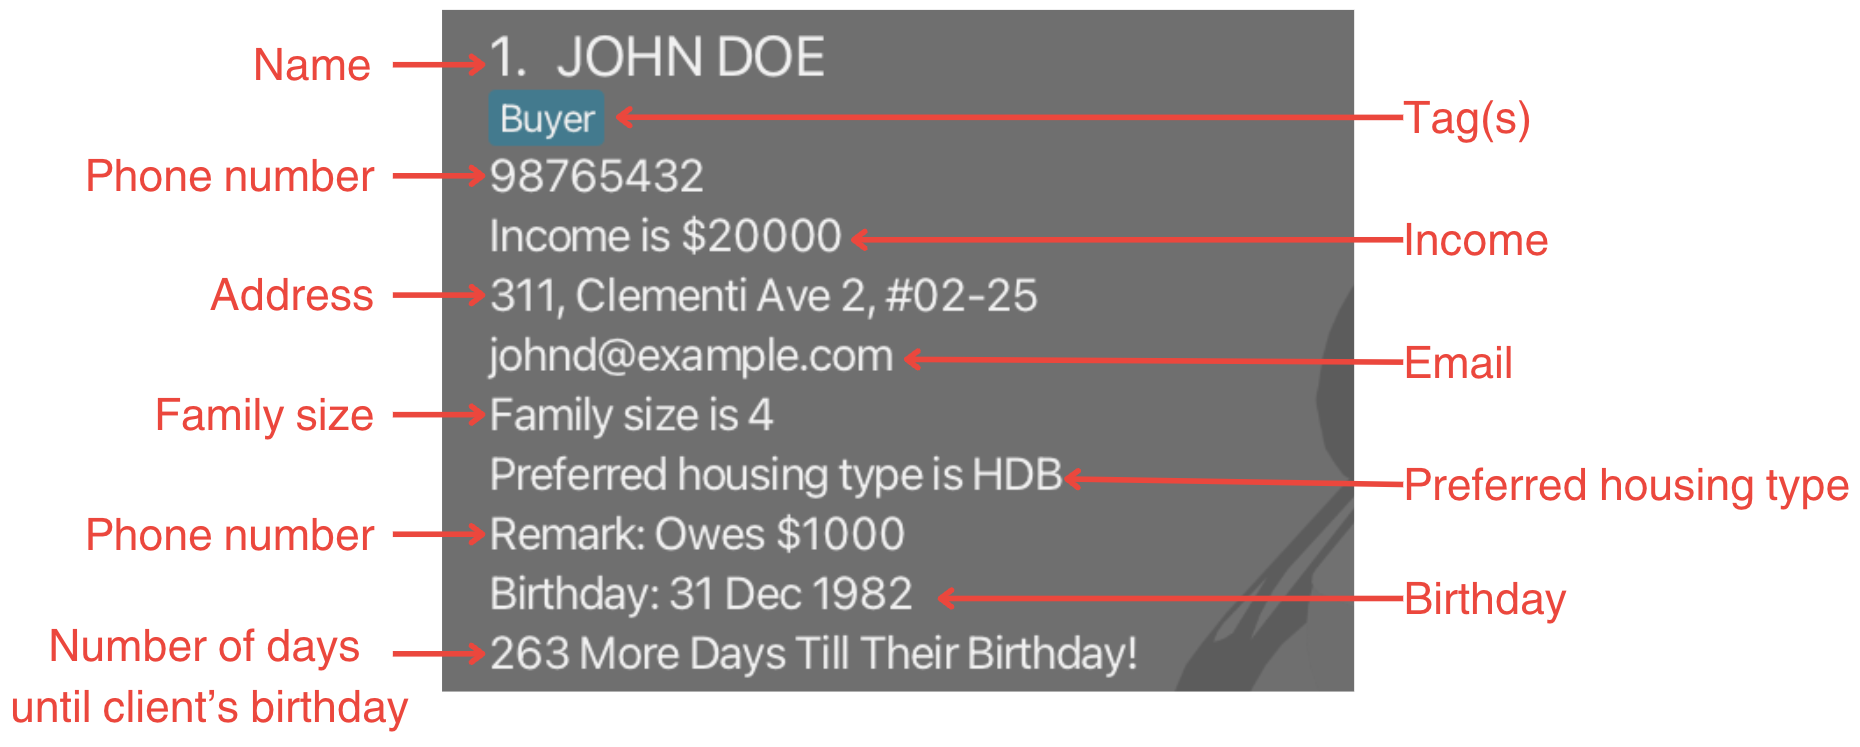 Name
1. JOHN DOE
Buyer
Tag(s)
Phone number
98765432
Income is $20000
Income
Address
311, Clementi Ave 2, #02-25
johnd@example.com
Email
Family size
Family size is 4
Preferred housing type is HDB
Preferred housing type
Phone number
Remark: Owes $1000
Birthday: 31 Dec 1982
Birthday
Number of days
until client’s birthday
263 More Days Till Their Birthday!